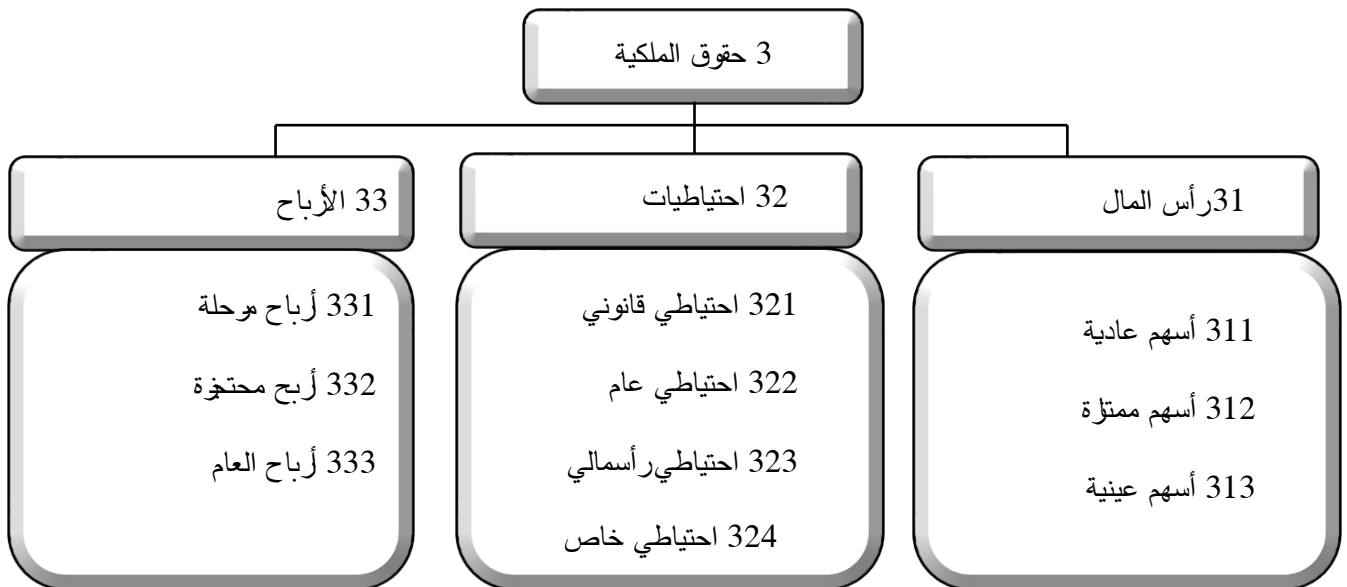 3 حقوق الملكية
31 رأس المال
311 أسهم عادية
312 أسهم ممتازة
313 أسهم عينية
32 احتياطيات
321 احتياطي قانوني
322 احتياطي عام
323 احتياطي رأسمالي
324 احتياطي خاص
33 الأرباح
331 أرباح مرحلة
332 أربح محتجزة
333 أرباح العام